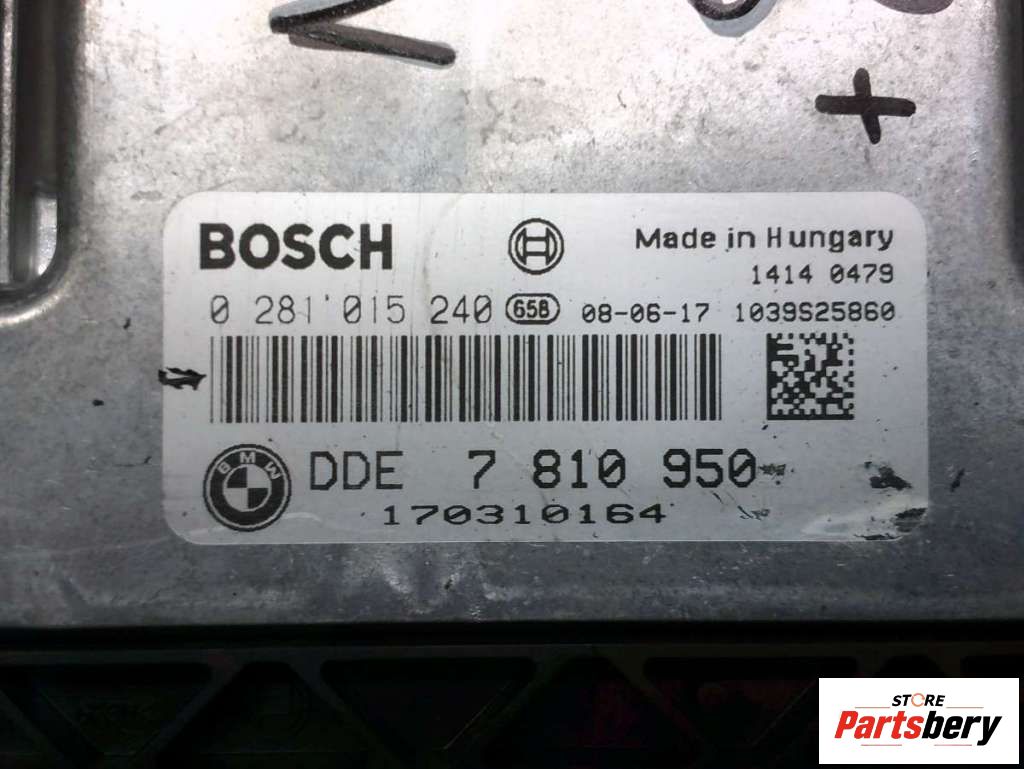 BOSCH
Made in Hungary
1414 0479
0 281 015 240 658 08-06-17 1039S25860
BMW
DDE 7 810 950
170310164
STORE
Partsbery